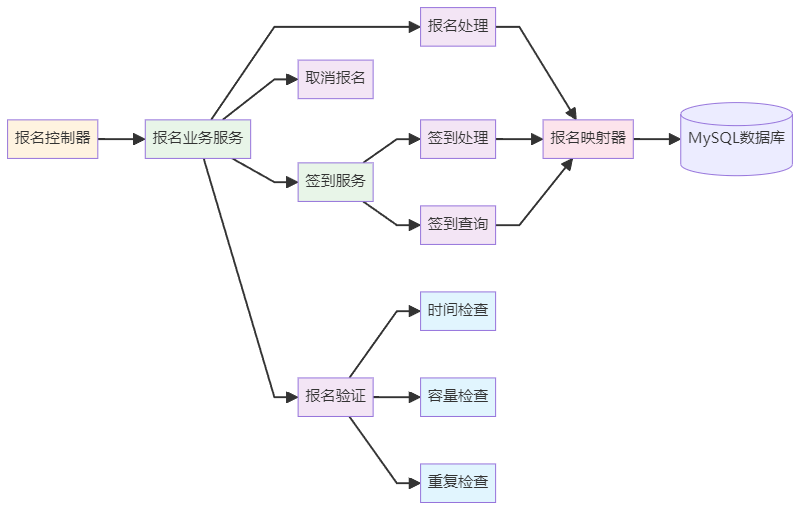 报名处理
取消报名
报名控制器
报名业务服务
签到处理
报名映射器
MySQL数据库
签到服务
签到查询
时间检查
报名验证
容量检查
重复检查